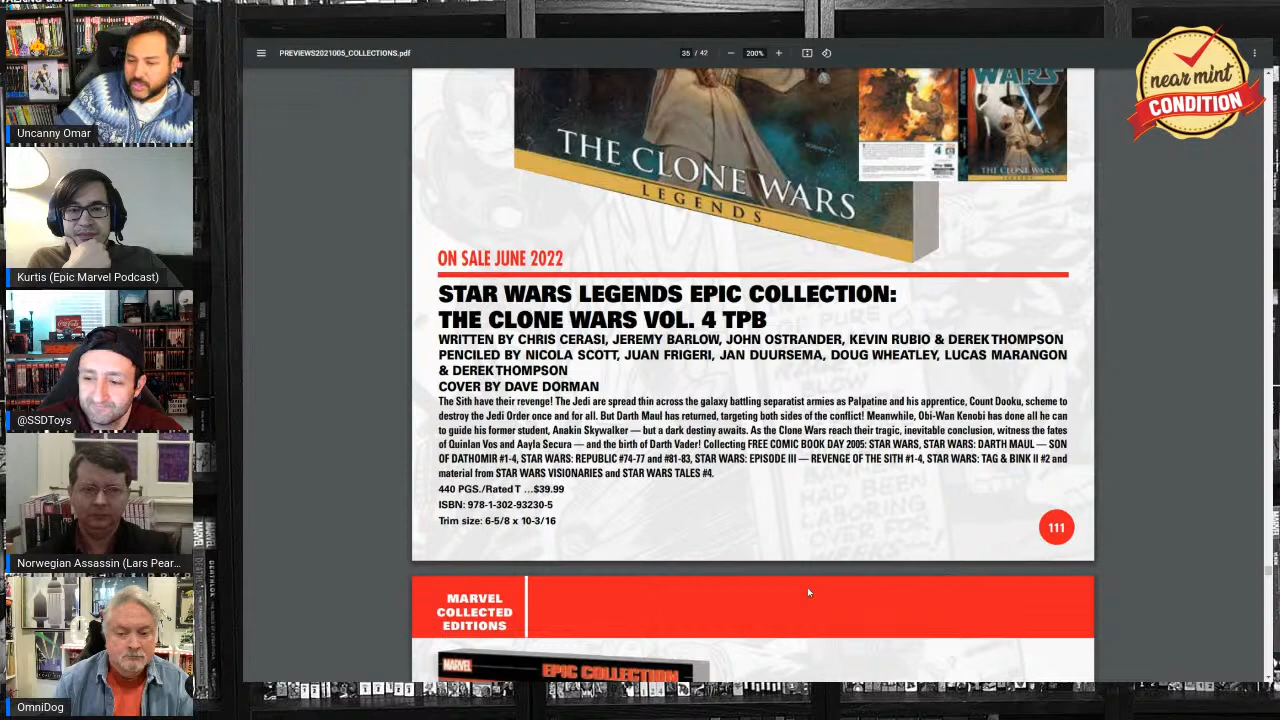 Uncanny Omar
Kurtis (Epic Marvel Podcast)
@SSDToys
Norwegian Assassin (Lars Pear...
OmniDog
PREVIEWS2021005_COLLECTIONS.pdf
35 / 42
200%
near mint
CONDITION
WARS
THE CLONE WARS
LEGENDS
ON SALE JUNE 2022
STAR WARS LEGENDS EPIC COLLECTION:
THE CLONE WARS VOL. 4 TPB
WRITTEN BY CHRIS CERASI, JEREMY BARLOW, JOHN OSTRANDER, KEVIN RUBIO & DEREK THOMPSON
PENCILED BY NICOLA SCOTT, JUAN FRIGERI, JAN DUURSEMA, DOUG WHEATLEY, LUCAS MARANGON
& DEREK THOMPSON
COVER BY DAVE DORMAN
The Sith have their revenge! The Jedi are spread thin across the galaxy battling separatist armies as Palpatine and his apprentice, Count Dooku, scheme to
destroy the Jedi Order once and for all. But Darth Maul has returned, targeting both sides of the conflict! Meanwhile, Obi-Wan Kenobi has done all he can
to guide his former student, Anakin Skywalker — but a dark destiny awaits. As the Clone Wars reach their tragic, inevitable conclusion, witness the fates
of Quinlan Vos and Aayla Secura — and the birth of Darth Vader! Collecting FREE COMIC BOOK DAY 2005: STAR WARS, STAR WARS: DARTH MAUL — SON
OF DATHOMIR #1-4, STAR WARS: REPUBLIC #74-77 and #81-83, STAR WARS: EPISODE III — REVENGE OF THE SITH #1-4, STAR WARS: TAG & BINK II #2 and
material from STAR WARS VISIONARIES and STAR WARS TALES #4.
440 PGS./Rated T ...$39.99
ISBN: 978-1-302-93230-5
Trim size: 6-5/8 x 10-3/16
111
MARVEL
COLLECTED
EDITIONS
MARVEL
EPIC COLLECTION